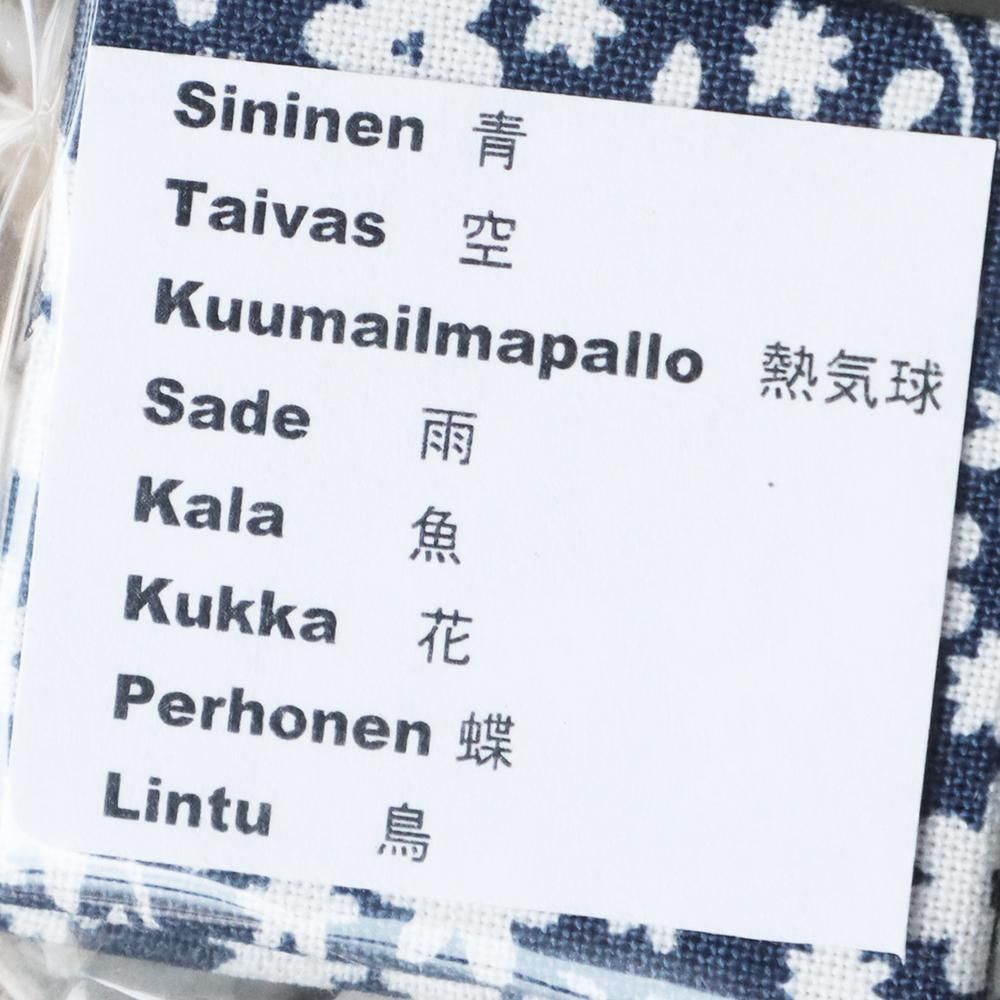 Sininen 青
Taivas 空
Kuumailmapallo 熱気球
Sade 雨
Kala 魚
Kukka 花
Perhonen 蝶
Lintu 鳥